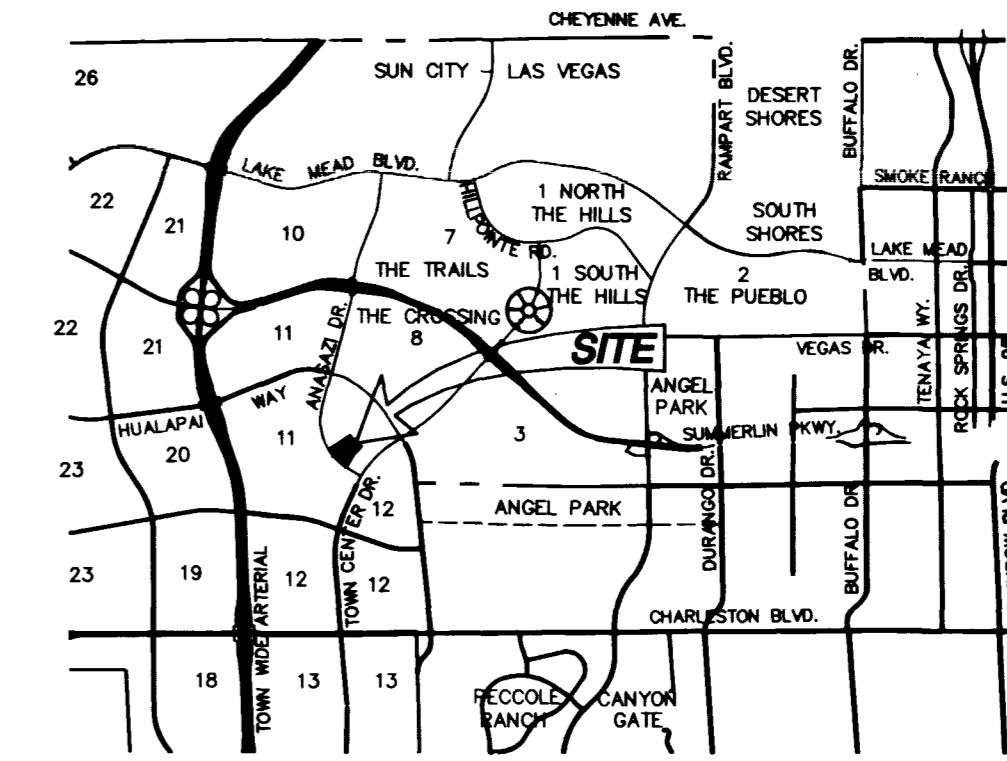 CHEYENNE AVE.
26
SUN CITY
LAS VEGAS
RAMPART BLVD.
DESERT
SHORES
BUFFALO DR.
LAKE MEAD BLVD.
SMOKE RANCH
22
21
10
7
HILLPOINTE RD.
1 NORTH
THE HILLS
SOUTH
SHORES
LAKE MEAD
BLVD.
THE TRAILS
1 SOUTH
THE HILLS
2
THE PUEBLO
22
21
11
ANASAZI DR.
THE CROSSING
8
SITE
VEGAS DR.
TENAYA WY.
ROCK SPRINGS DR.
ANGEL
PARK
HUALAPAI WAY
20
11
3
SUMMERLIN PKWY.
23
12
TOWN CENTER DR.
ANGEL PARK
DURANGO DR.
BUFFALO DR.
23
19
12
12
TOWN WIDE ARTERIAL
CHARLESTON BLVD.
18
13
13
PECCOLE
RANCH
CANYON
GATE